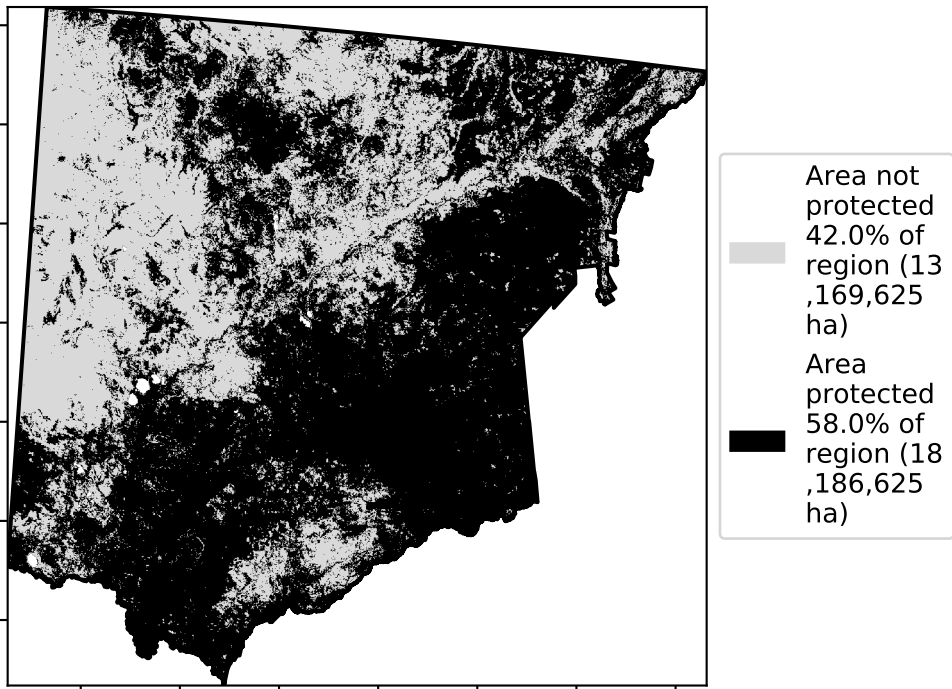 Area not
protected
42.0% of
region (13
,169,625
ha)
Area
protected
58.0% of
region (18
,186,625
ha)